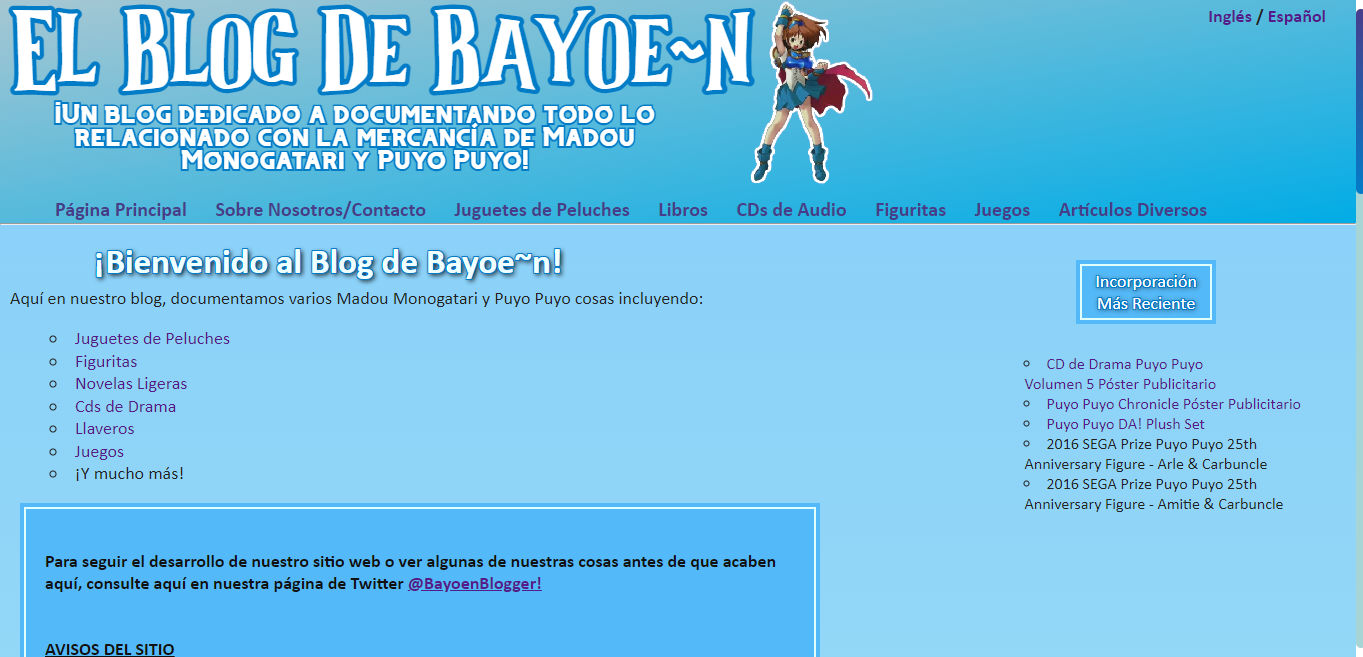 El Blog De Bayoe~n
Inglés / Español
¡Un blog dedicado a documentando todo lo
relacionado con la mercancía de Madou
Monogatari y Puyo Puyo!
Página Principal Sobre Nosotros/Contacto Juguetes de Peluches Libros CDs de Audio Figuritas Juegos Artículos Diversos
¡Bienvenido al Blog de Bayoe~n!
Aquí en nuestro blog, documentamos varios Madou Monogatari y Puyo Puyo cosas incluyendo:
Juguetes de Peluches
Figuritas
Novelas Ligeras
Cds de Drama
Llaveros
Juegos
¡Y mucho más!
Para seguir el desarrollo de nuestro sitio web o ver algunas de nuestras cosas antes de que acaben
aquí, consulte aquí en nuestra página de Twitter @BayoenBlogger!
AVISOS DEL SITIO
Incorporación
Más Reciente
CD de Drama Puyo Puyo
Volumen 5 Póster Publicitario
Puyo Puyo Chronicle Póster Publicitario
Puyo Puyo DA! Plush Set
2016 SEGA Prize Puyo Puyo 25th
Anniversary Figure - Arle & Carbuncle
2016 SEGA Prize Puyo Puyo 25th
Anniversary Figure - Amitie & Carbuncle